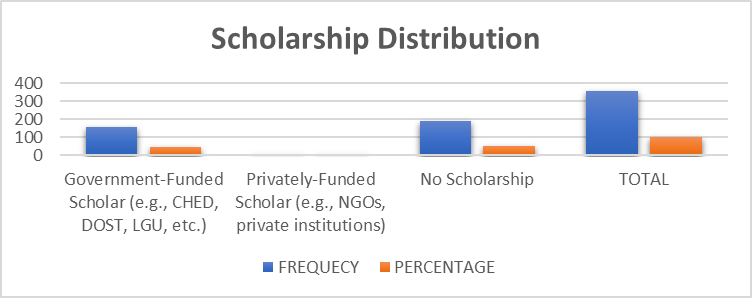 Scholarship Distribution
400
300
200
100
0
Government-Funded Scholar (e.g., CHED, DOST, LGU, etc.)
Privately-Funded Scholar (e.g., NGOs, private institutions)
No Scholarship
TOTAL
FREQUECY
PERCENTAGE